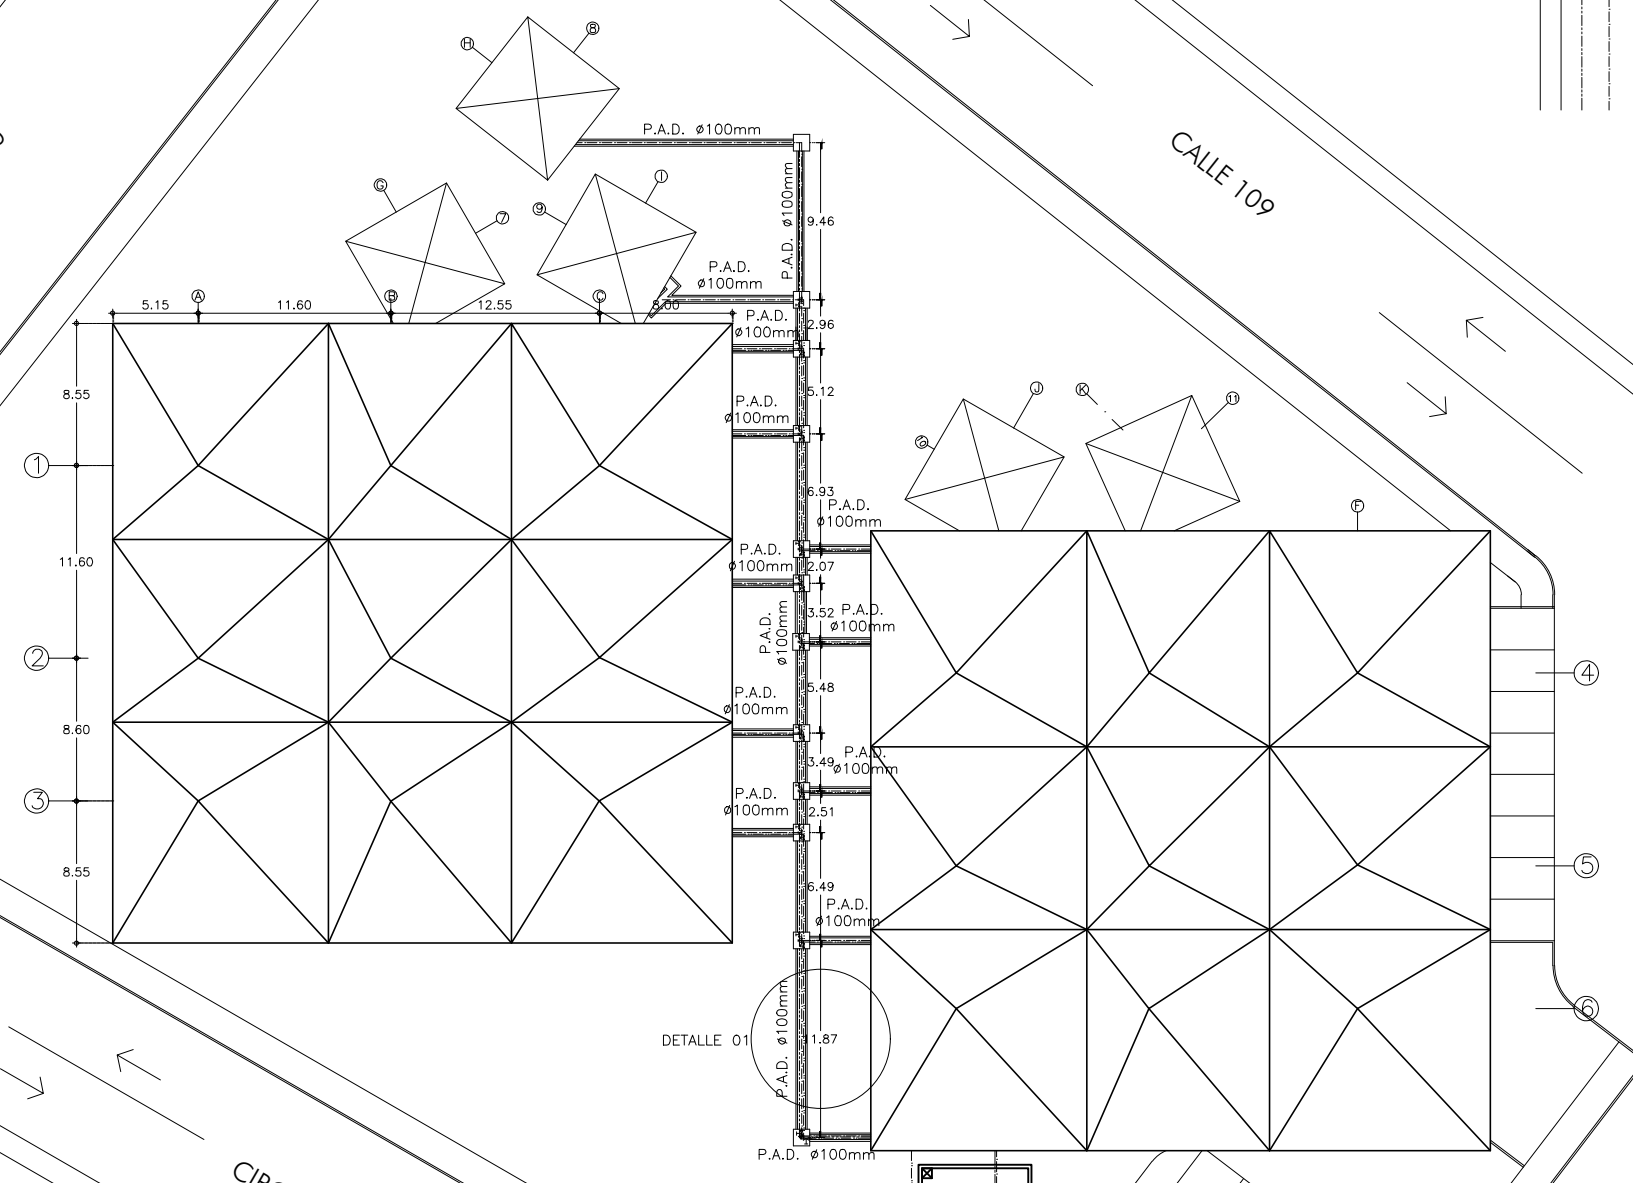 8
H
P.A.D. ø100mm
CALLE 109
I
G
9
7
P.A.D. ø100mm
9.46
P.A.D.
ø100mm
A
B
C
5.15
11.60
12.55
8.00
P.A.D.
ø100mm
2.96
8.55
5.12
P.A.D.
ø100mm
J
K
11
10
1
6.93
P.A.D.
ø100mm
F
11.60
P.A.D.
ø100mm
2.07
3.52
P.A.D.
ø100mm
P.A.D.
ø100mm
2
4
5.48
P.A.D.
ø100mm
8.60
3.49
P.A.D.
ø100mm
3
P.A.D.
ø100mm
2.51
8.55
5
6.49
P.A.D.
ø100mm
6
DETALLE 01
P.A.D. ø100mm
11.87
P.A.D. ø100mm